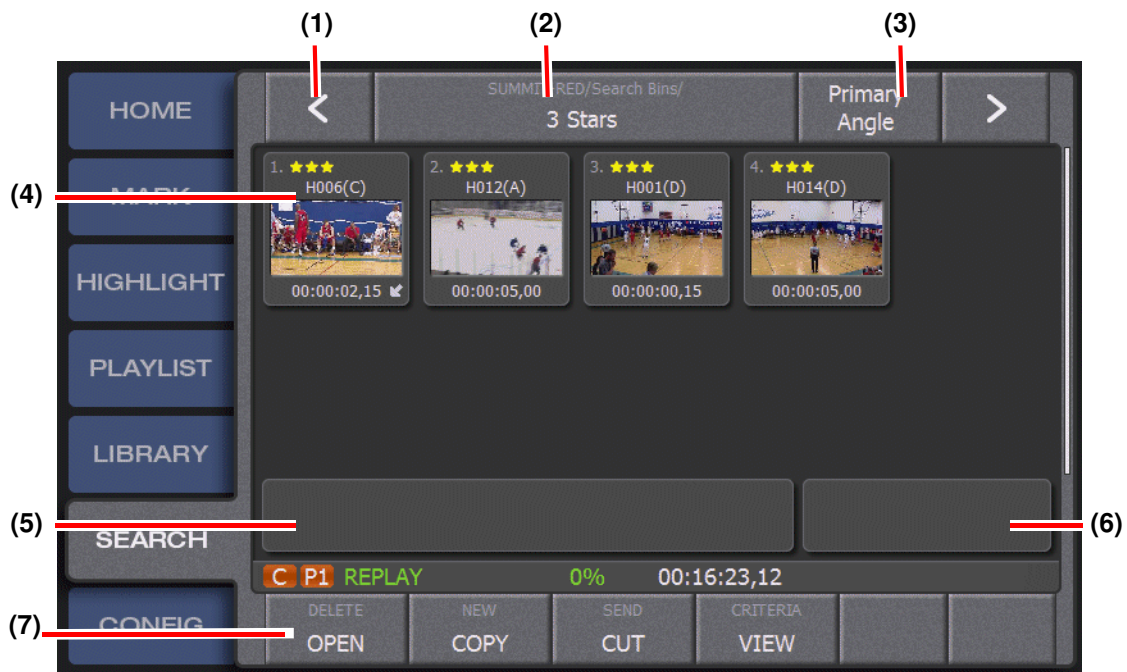 (1)
(2)
(3)
HOME
MARK
HIGHLIGHT
PLAYLIST
LIBRARY
SEARCH
CONFIG
<
SUMMIT-RED/Search Bins/
3 Stars
Primary
Angle
>
(4)
1. ★★★
H006(C)
00:00:02,15
2. ★★★
H012(A)
00:00:05,00
3. ★★★
H001(D)
00:00:00,15
4. ★★★
H014(D)
00:00:05,00
(5)
(6)
C P1 REPLAY 0% 00:16:23,12
(7)
DELETE
OPEN
NEW
COPY
SEND
CUT
CRITERIA
VIEW